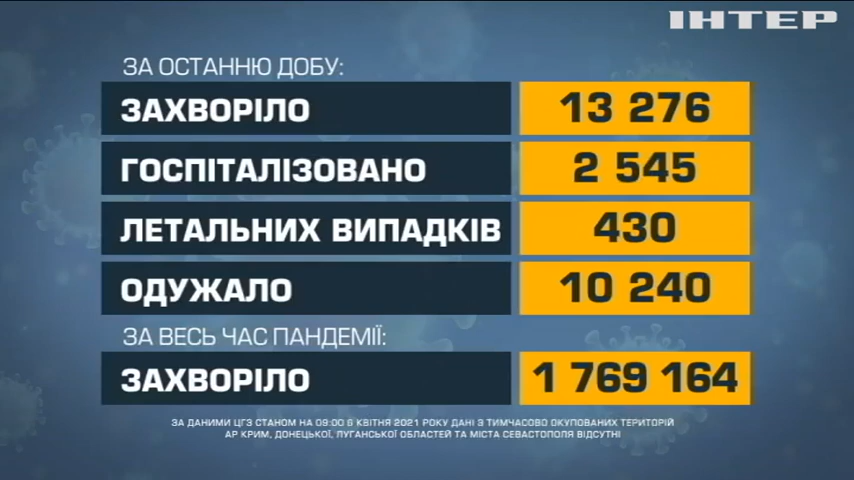 ІНТЕР
ЗА ОСТАННЮ ДОБУ:
ЗАХВОРІЛО 13 276
ГОСПІТАЛІЗОВАНО 2 545
ЛЕТАЛЬНИХ ВИПАДКІВ 430
ОДУЖАЛО 10 240
ЗА ВЕСЬ ЧАС ПАНДЕМІЇ:
ЗАХВОРІЛО 1 769 164
ЗА ДАНИМИ ЦГЗ СТАНОМ НА 09:00 6 КВІТНЯ 2021 РОКУ ДАНІ З ТИМЧАСОВО ОКУПОВАНИХ ТЕРИТОРІЙ
АР КРИМ, ДОНЕЦЬКОЇ, ЛУГАНСЬКОЇ ОБЛАСТЕЙ ТА МІСТА СЕВАСТОПОЛЯ ВІДСУТНІ